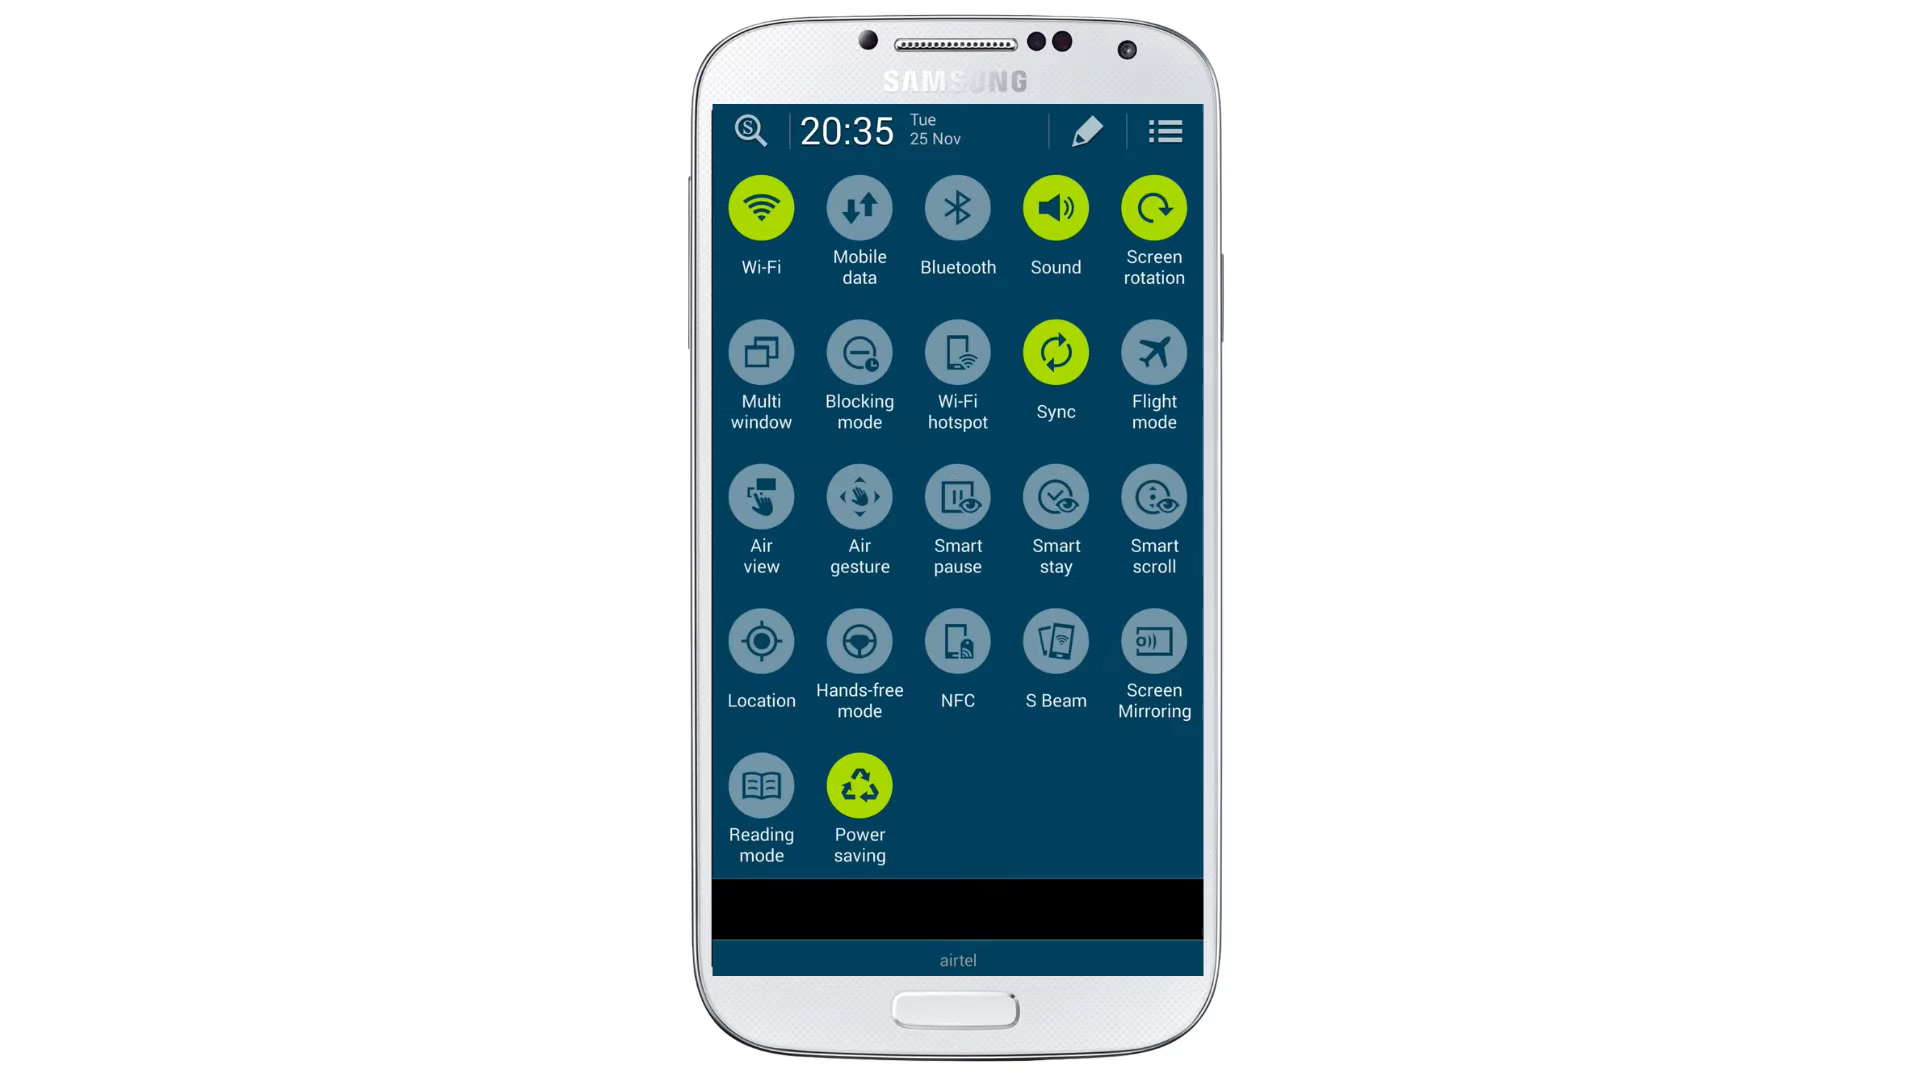 SAMSUNG
20:35
Tue
25 Nov
Wi-Fi
Mobile
data
Bluetooth
Sound
Screen
rotation
Multi
window
Blocking
mode
Wi-Fi
hotspot
Sync
Flight
mode
Air
view
Air
gesture
Smart
pause
Smart
stay
Smart
scroll
Location
Hands-free
mode
NFC
S Beam
Screen
Mirroring
Reading
mode
Power
saving
airtel